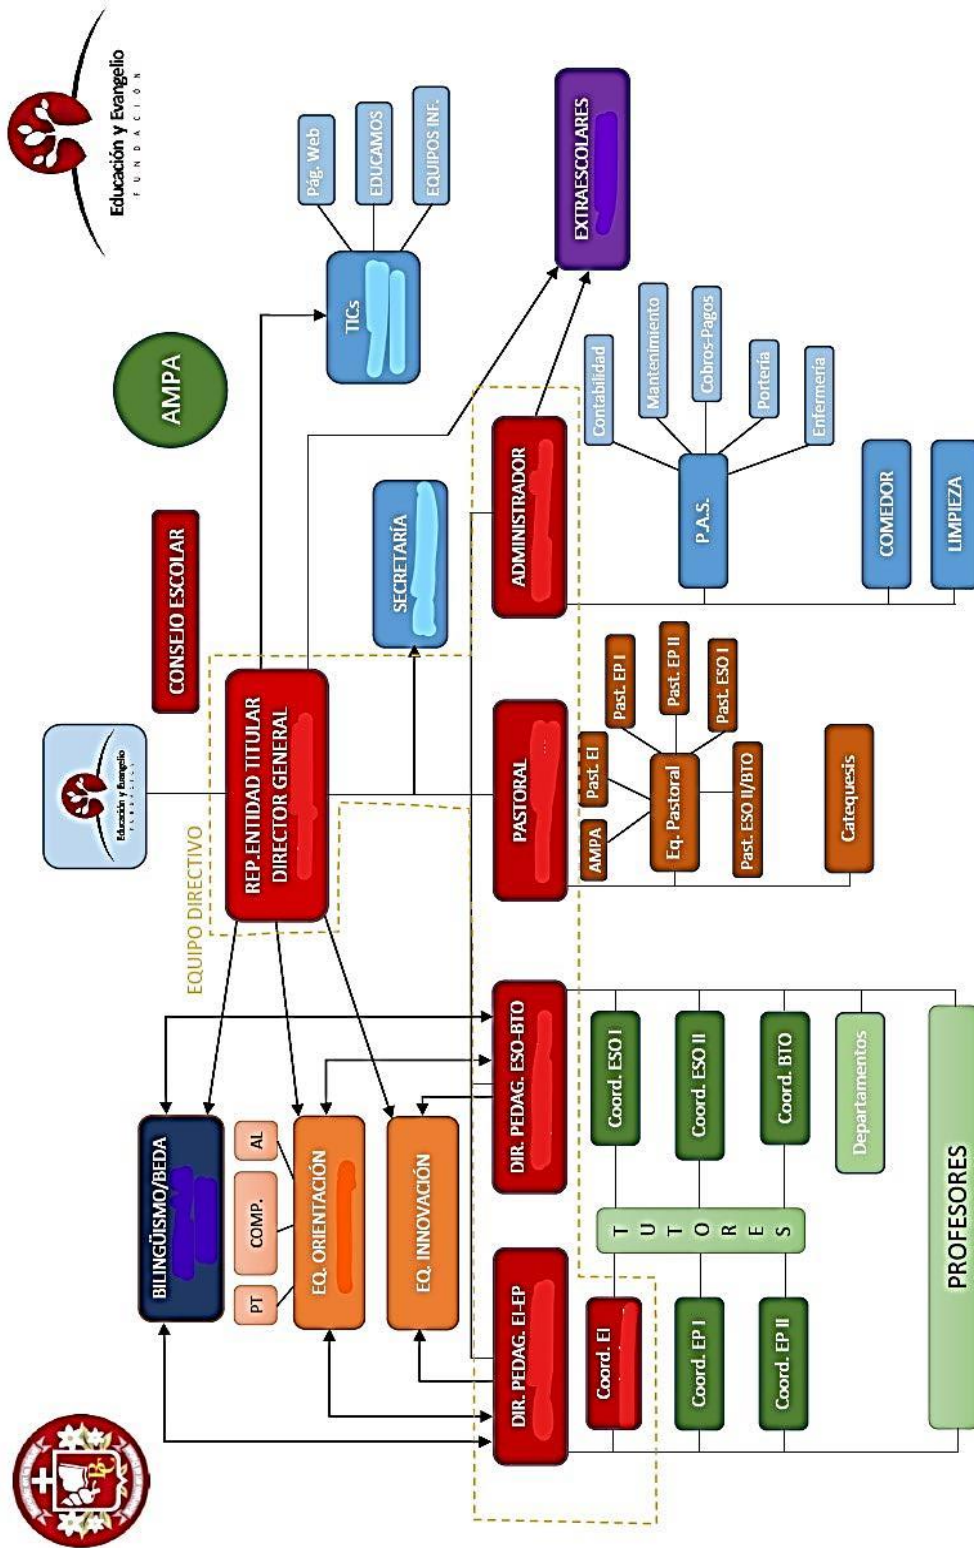 Educación y Evangelio
FUNDACIÓN
Educación y Evangelio
CONSEJO ESCOLAR
AMPA
EQUIPO DIRECTIVO
REP.ENTIDAD TITULAR
DIRECTOR GENERAL
BILINGÜISMO/BEDA
PT
COMP.
AL
EQ. ORIENTACIÓN
EQ. INNOVACIÓN
SECRETARÍA
TICs
Pág. Web
EDUCAMOS
EQUIPOS INF.
EXTRAESCOLARES
DIR. PEDAG. EI-EP
DIR. PEDAG. ESO-BTO
PASTORAL
ADMINISTRADOR
Coord. EI
Coord. EP I
Coord. EP II
TUTORES
Coord. ESO I
Coord. ESO II
Coord. BTO
Departamentos
PROFESORES
AMPA
Past. EI
Past. EP I
Past. EP II
Past. ESO I
Past. ESO II/BTO
Eq. Pastoral
Catequesis
P.A.S.
Contabilidad
Mantenimiento
Cobros-Pagos
Portería
Enfermería
COMEDOR
LIMPIEZA